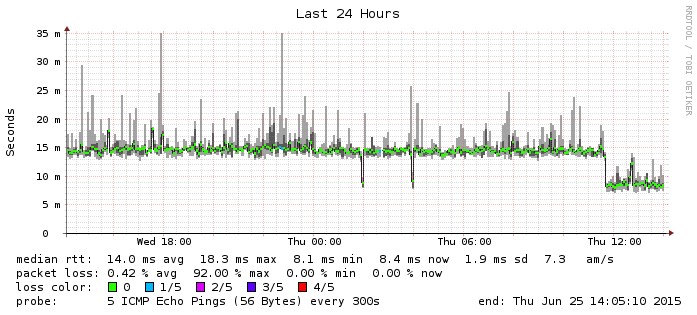 Last 24 Hours
RRDTOOL / TOBI OETIKER
Seconds
35 m
30 m
25 m
20 m
15 m
10 m
5 m
0
Wed 18:00 Thu 00:00 Thu 06:00 Thu 12:00
median rtt: 14.0 ms avg 18.3 ms max 8.1 ms min 8.4 ms now 1.9 ms sd 7.3 am/s
packet loss: 0.42 % avg 92.00 % max 0.00 % min 0.00 % now
loss color: 0 1/5 2/5 3/5 4/5
probe: 5 ICMP Echo Pings (56 Bytes) every 300s end: Thu Jun 25 14:05:10 2015